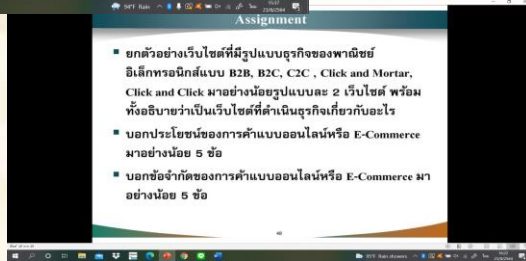 94°F Rain
15:37
23/8/2564
Assignment
ยกตัวอย่างเว็บไซต์ที่มีรูปแบบธุรกิจของพาณิชย์
อิเล็กทรอนิกส์แบบ B2B, B2C, C2C , Click and Mortar,
Click and Click มาอย่างน้อยรูปแบบละ 2 เว็บไซต์ พร้อม
ทั้งอธิบายว่าเป็นเว็บไซต์ที่ดำเนินธุรกิจเกี่ยวกับอะไร
บอกประโยชน์ของการค้าแบบออนไลน์หรือ E-Commerce
มาอย่างน้อย 5 ข้อ
บอกข้อจำกัดของการค้าแบบออนไลน์หรือ E-Commerce มา
อย่างน้อย 5 ข้อ
Rain showers